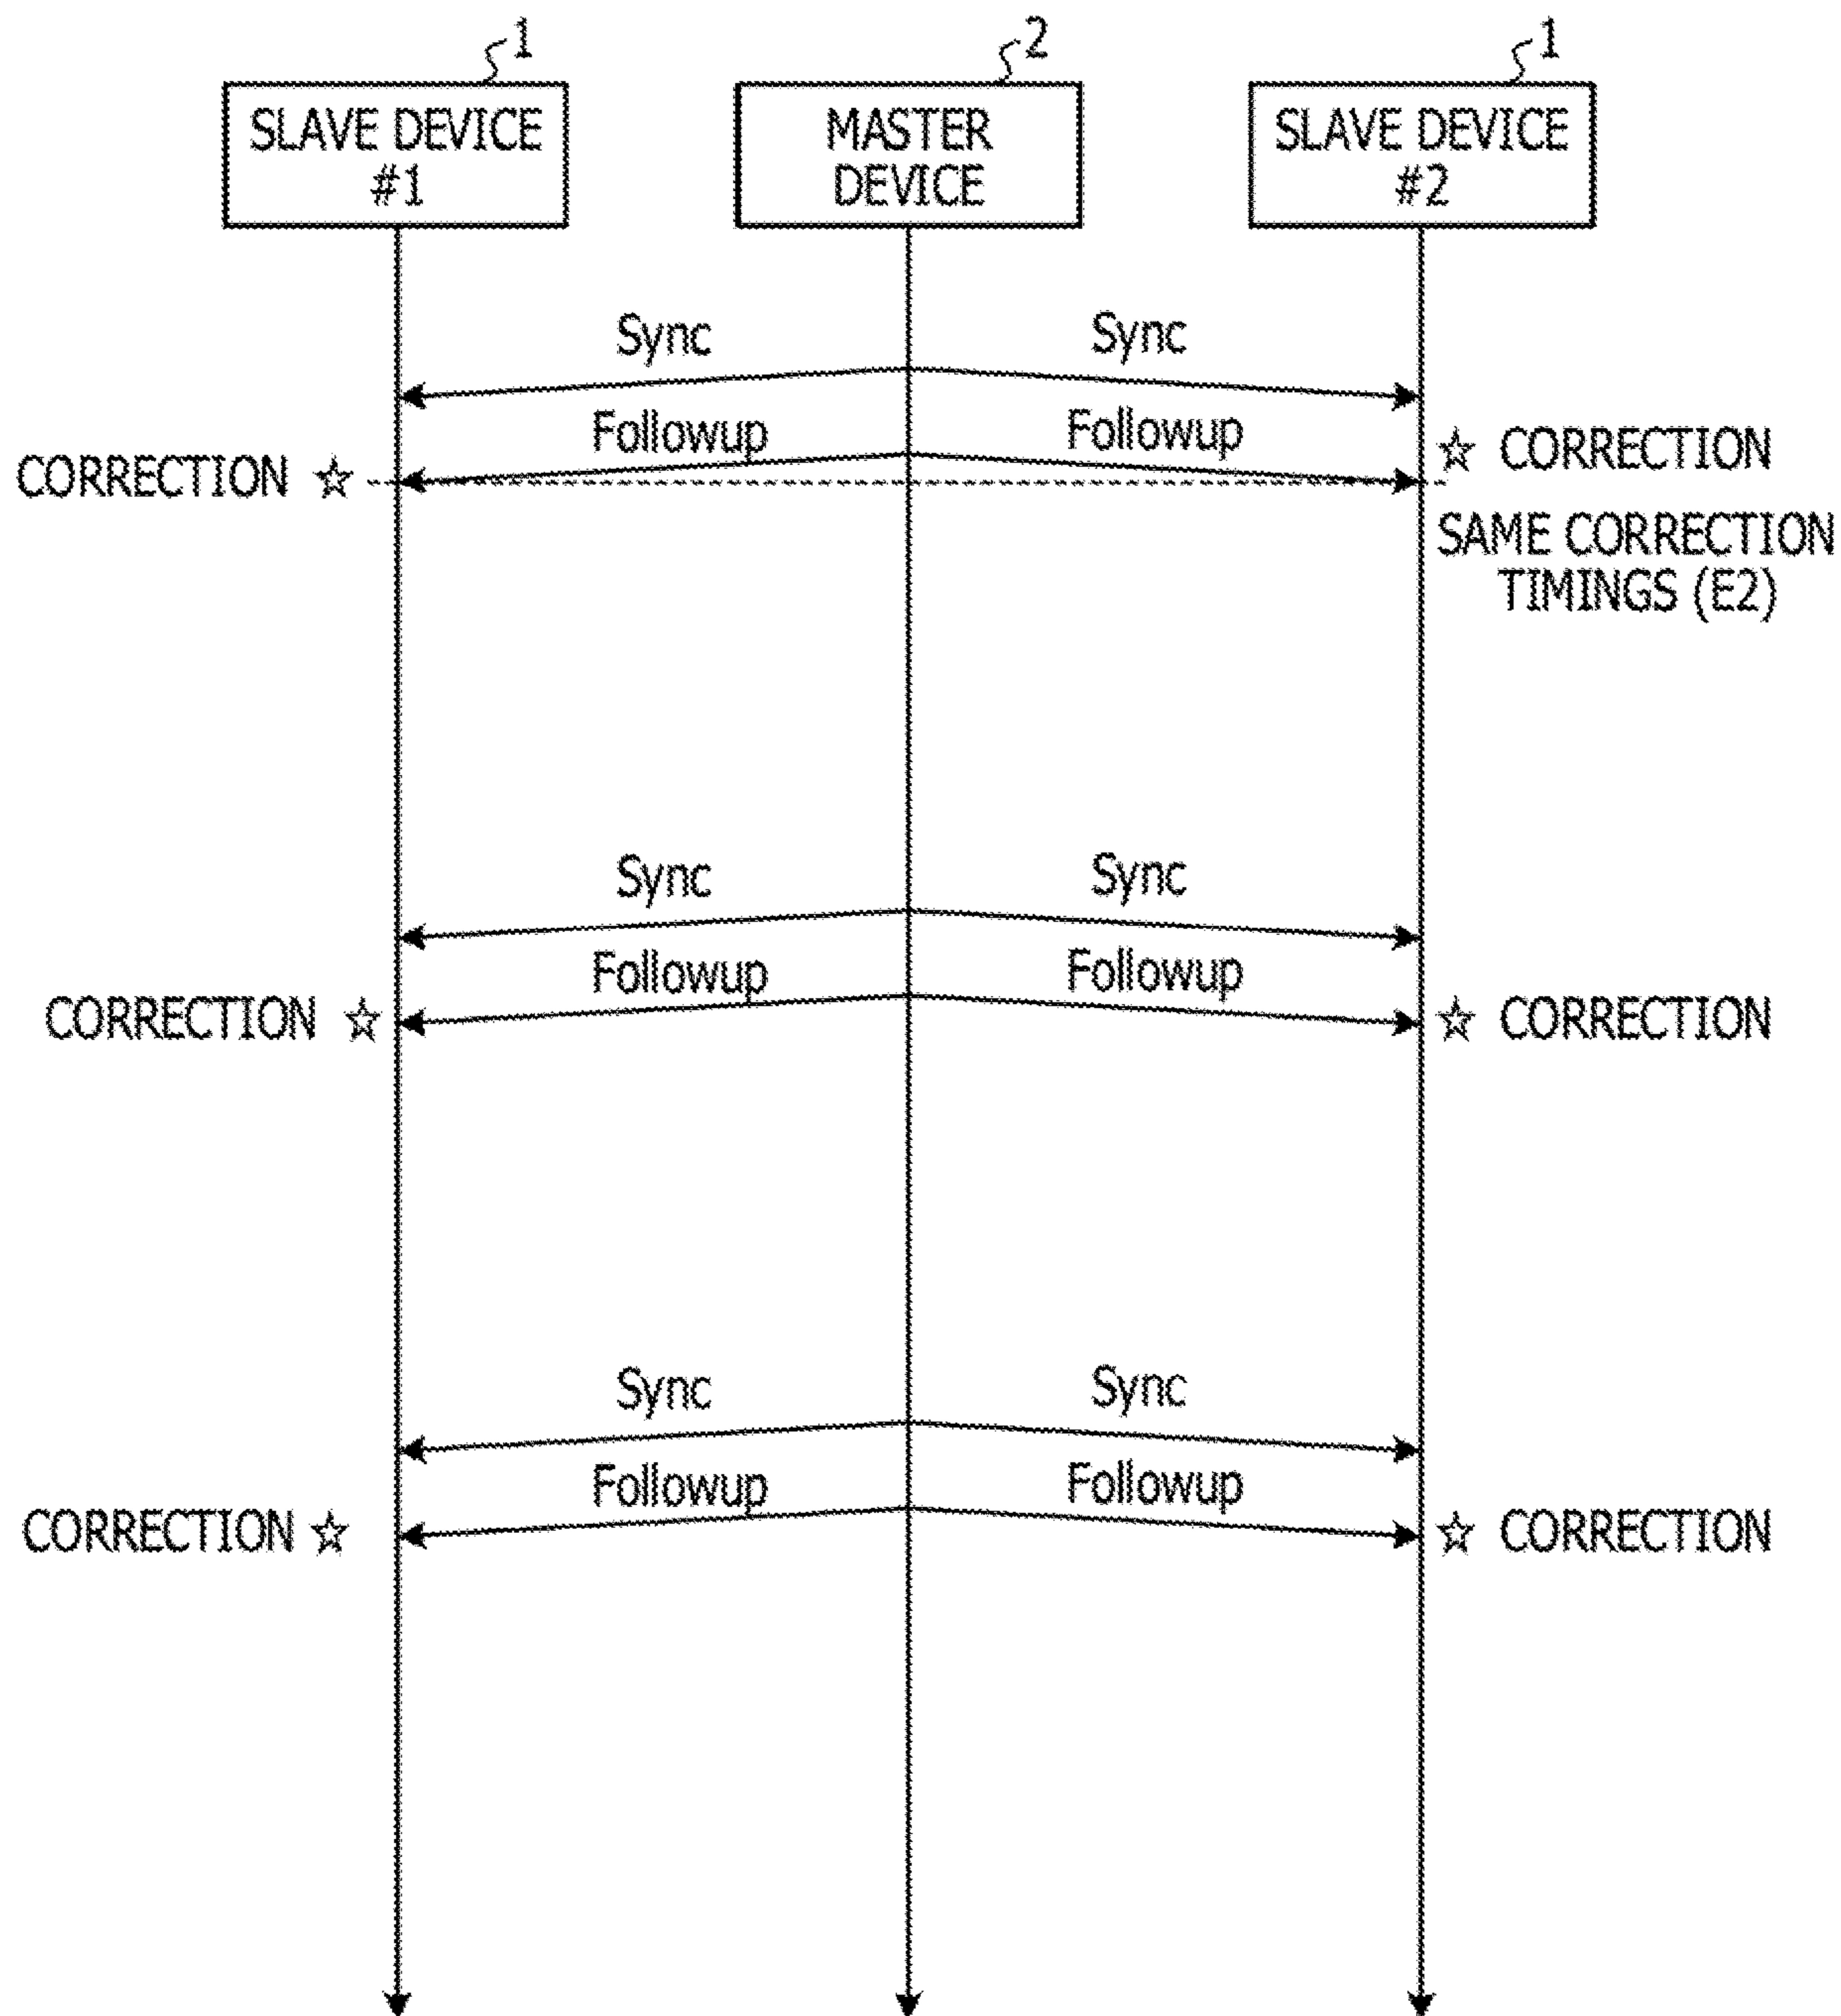 1
2
1
SLAVE DEVICE
#1
MASTER
DEVICE
SLAVE DEVICE
#2
Sync
Sync
Followup
Followup
CORRECTION ☆
☆ CORRECTION
SAME CORRECTION
TIMINGS (E2)
Sync
Sync
Followup
Followup
CORRECTION ☆
☆ CORRECTION
Sync
Sync
Followup
Followup
CORRECTION ☆
☆ CORRECTION